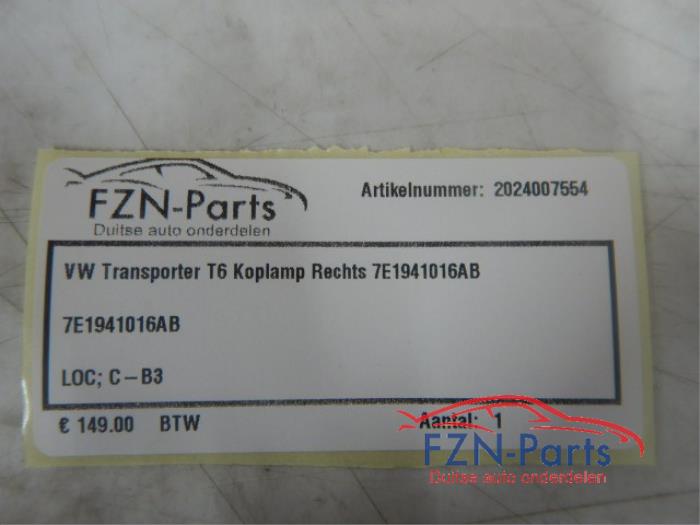 FZN-Parts
Duitse auto onderdelen
Artikelnummer: 2024007554
VW Transporter T6 Koplamp Rechts 7E1941016AB
7E1941016AB
LOC; C-B3
€ 149.00 BTW
Aantal: 1
FZN-Parts
Duitse auto onderdelen